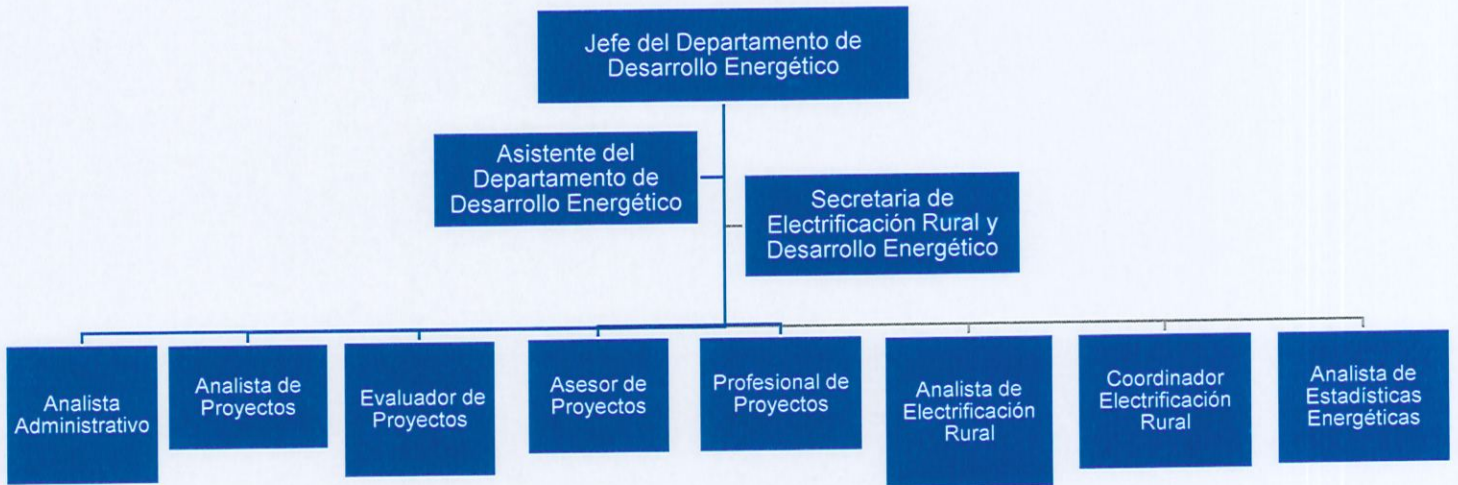 Jefe del Departamento de
Desarrollo Energético
Asistente del
Departamento de
Desarrollo Energético
Secretaria de
Electrificación Rural y
Desarrollo Energético
Analista
Administrativo
Analista de
Proyectos
Evaluador de
Proyectos
Asesor de
Proyectos
Profesional de
Proyectos
Analista de
Electrificación
Rural
Coordinador
Electrificación
Rural
Analista de
Estadísticas
Energéticas